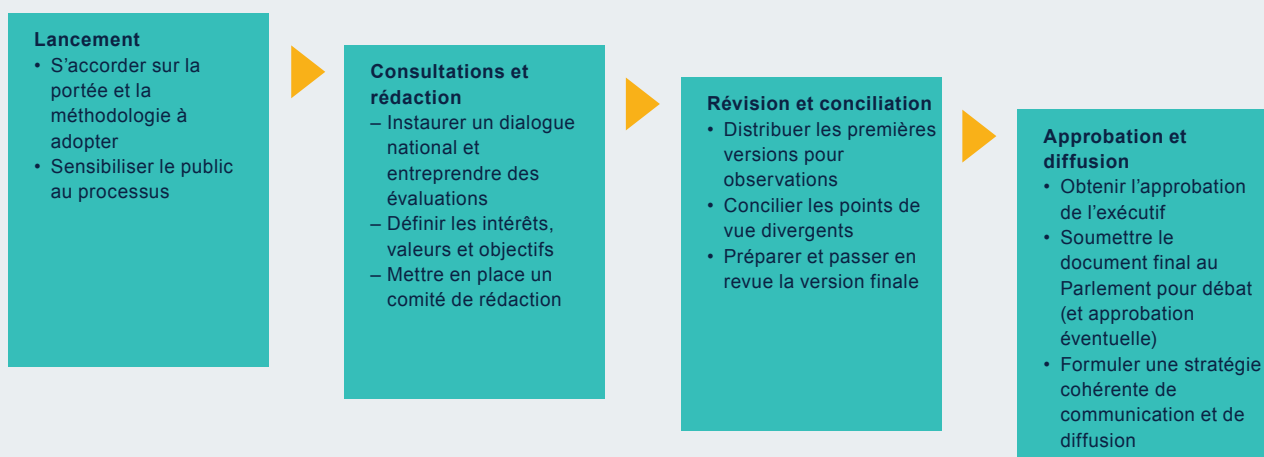 Lancement
• S’accorder sur la
portée et la
méthodologie à
adopter
• Sensibiliser le public
au processus
Consultations et
rédaction
– Instaurer un dialogue
national et
entreprendre des
évaluations
– Définir les intérêts,
valeurs et objectifs
– Mettre en place un
comité de rédaction
Révision et conciliation
• Distribuer les premières
versions pour
observations
• Concilier les points de
vue divergents
• Préparer et passer en
revue la version finale
Approbation et
diffusion
• Obtenir l’approbation
de l’exécutif
• Soumettre le
document final au
Parlement pour débat
(et approbation
éventuelle)
• Formuler une stratégie
cohérente de
communication et de
diffusion